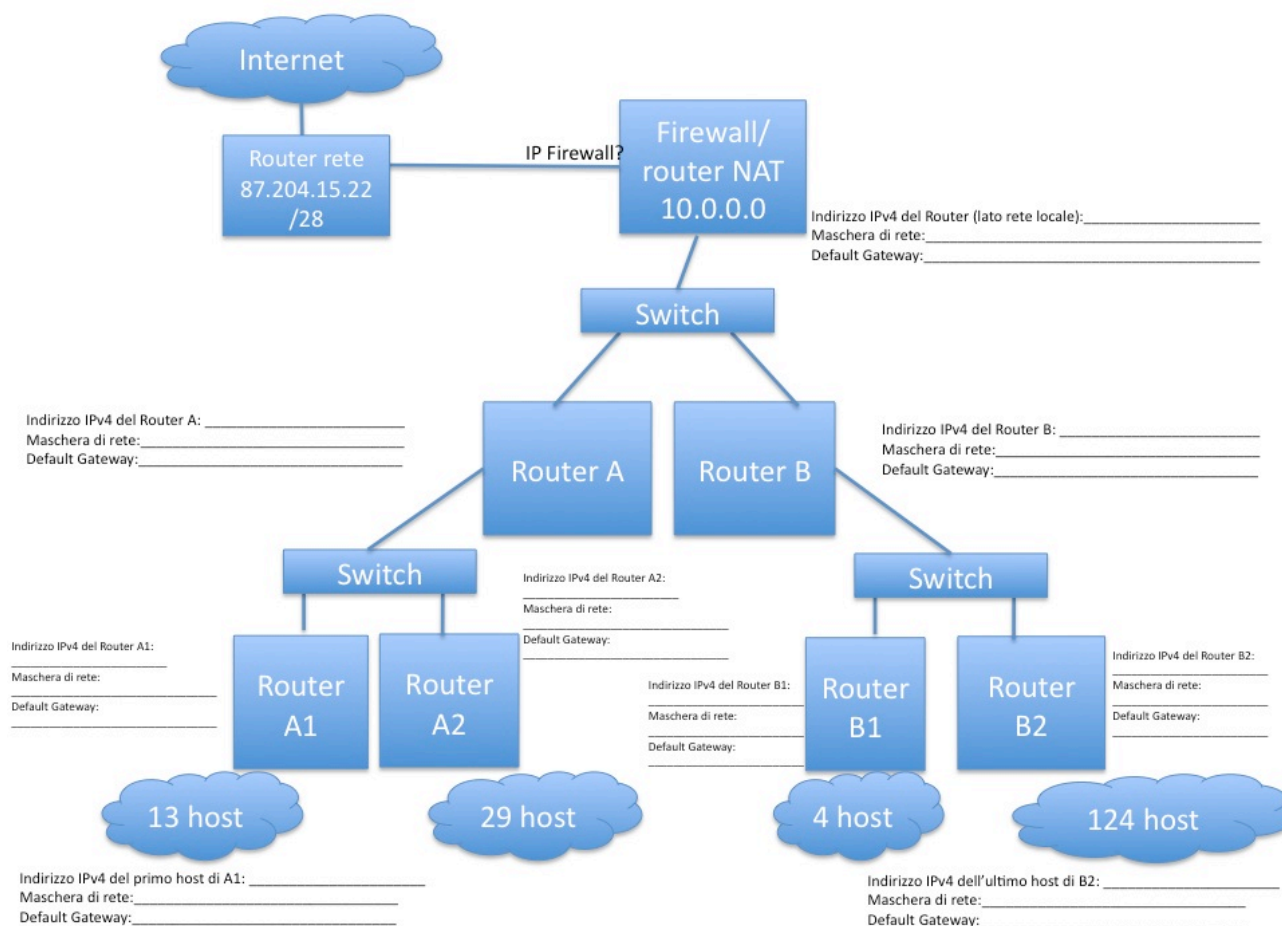 Internet
Router rete
87.204.15.22
/28
IP Firewall?
Firewall/
router NAT
10.0.0.0
Indirizzo IPv4 del Router (lato rete locale):
Maschera di rete:
Default Gateway:
Switch
Indirizzo IPv4 del Router A:
Maschera di rete:
Default Gateway:
Router A
Router B
Indirizzo IPv4 del Router B:
Maschera di rete:
Default Gateway:
Switch
Switch
Indirizzo IPv4 del Router A1:
Maschera di rete:
Default Gateway:
Router
A1
Router
A2
Indirizzo IPv4 del Router A2:
Maschera di rete:
Default Gateway:
Indirizzo IPv4 del Router B1:
Maschera di rete:
Default Gateway:
Router
B1
Router
B2
Indirizzo IPv4 del Router B2:
Maschera di rete:
Default Gateway:
13 host
29 host
4 host
124 host
Indirizzo IPv4 del primo host di A1:
Maschera di rete:
Default Gateway:
Indirizzo IPv4 dell'ultimo host di B2:
Maschera di rete:
Default Gateway: